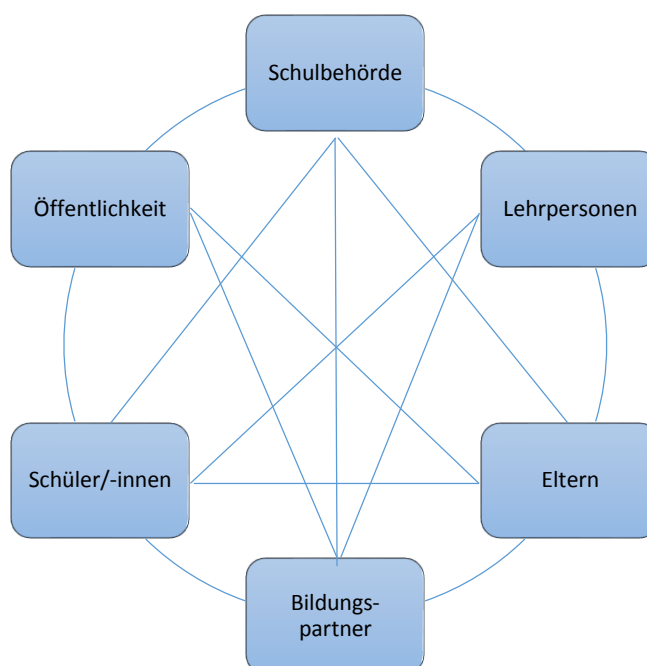 Schulbehörde
Öffentlichkeit
Lehrpersonen
Schüler/-innen
Eltern
Bildungs-
partner